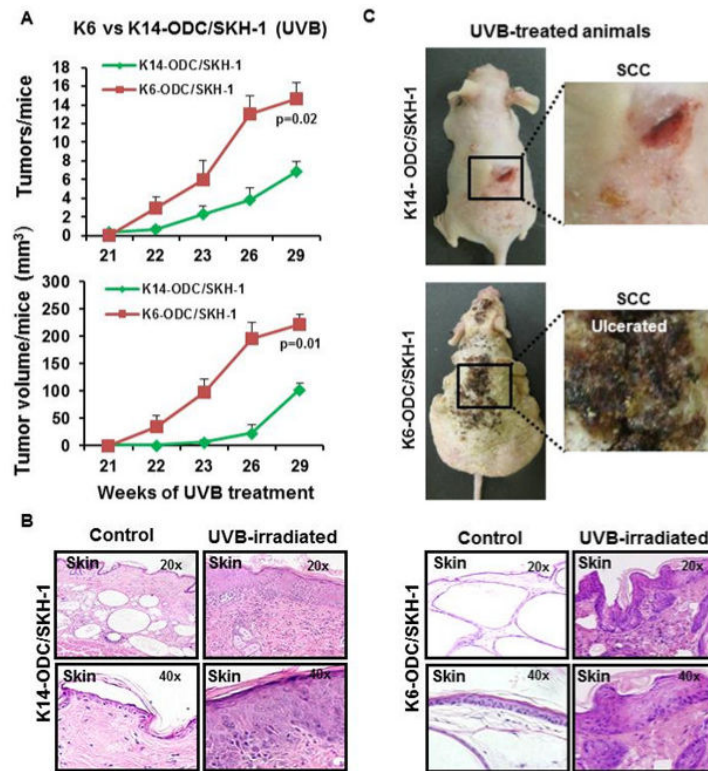 A
K6 vs K14-ODC/SKH-1 (UVB)
Tumors/mice
18
16
14
12
10
8
6
4
2
0
K14-ODC/SKH-1
K6-ODC/SKH-1
p=0.02
21 22 23 26 29
Tumor volume/mice (mm³)
300
250
200
150
100
50
0
K14-ODC/SKH-1
K6-ODC/SKH-1
p=0.01
21 22 23 26 29
Weeks of UVB treatment
C
UVB-treated animals
K14- ODC/SKH-1
SCC
K6-ODC/SKH-1
SCC
Ulcerated
B
Control UVB-irradiated
K14-ODC/SKH-1
Skin 20x
Skin 20x
Skin 40x
Skin 40x
Control UVB-irradiated
K6-ODC/SKH-1
Skin 20x
Skin 20x
Skin 40x
Skin 40x